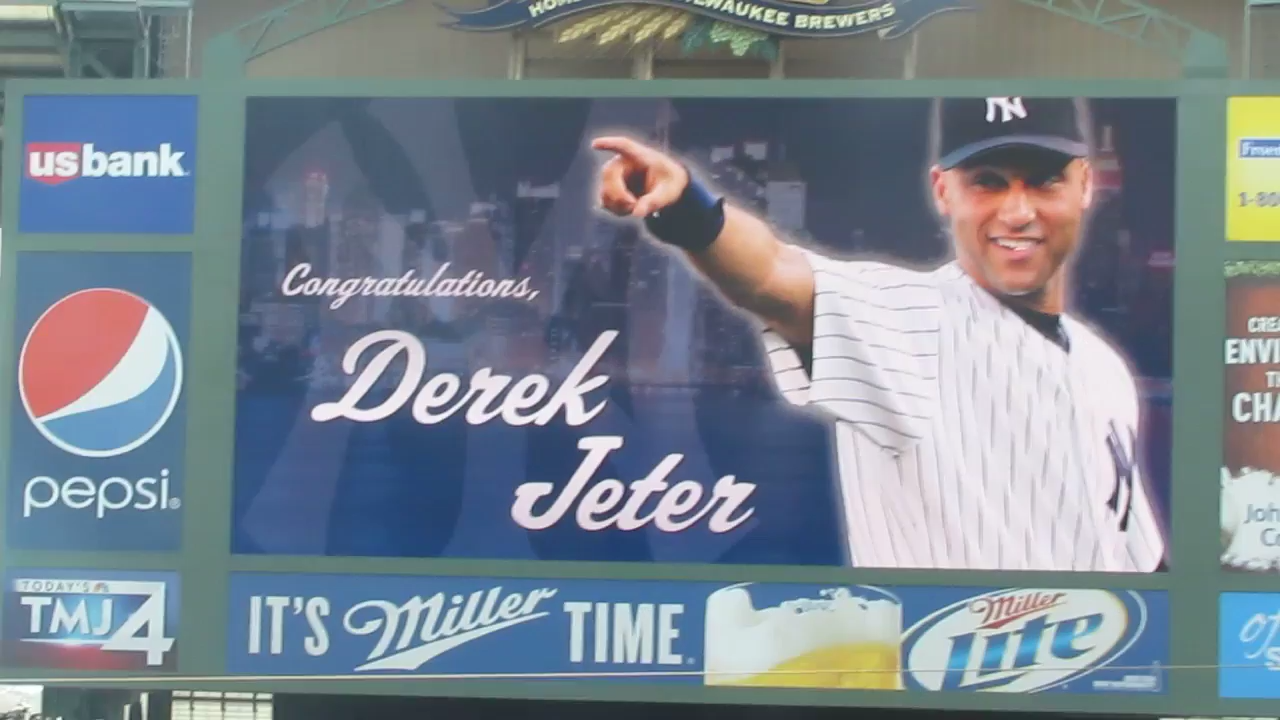 MILWAUKEE BREWERS
usbank
NY
Congratulations,
Derek
Jeter
pepsi
TODAY'S
TMJ4
IT'S Miller TIME
Miller
Lite
1-80